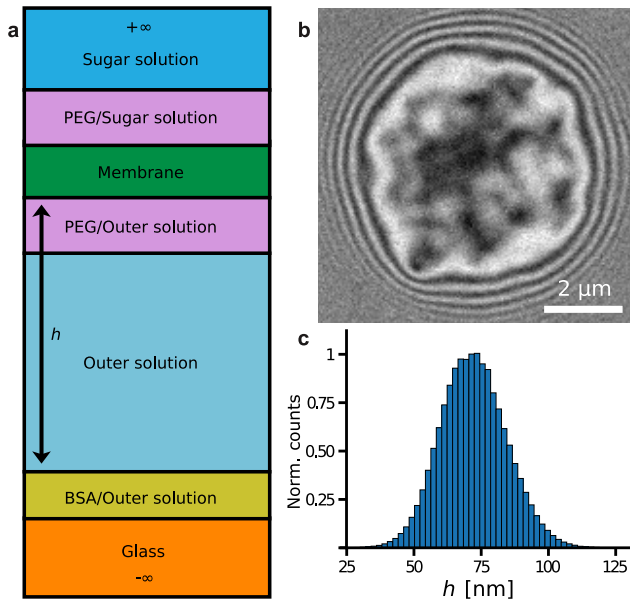 a
+∞
Sugar solution
PEG/Sugar solution
Membrane
PEG/Outer solution
h
Outer solution
BSA/Outer solution
Glass
-∞
b
2 μm
c
Norm. counts
1
0.75
0.50
0.25
25 50 75 100 125
h [nm]